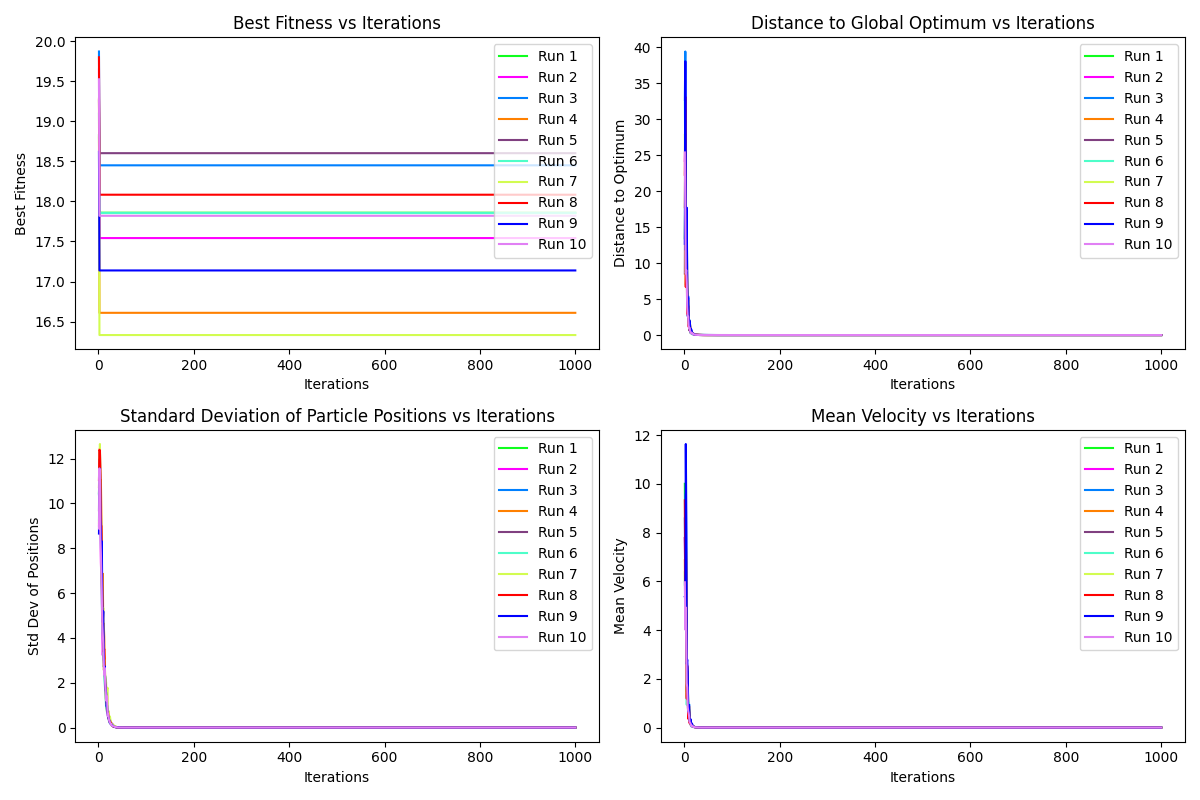 Best Fitness vs Iterations
20.0
19.5
19.0
18.5
18.0
17.5
17.0
16.5
Best Fitness
0 200 400 600 800 1000
Iterations
Run 1
Run 2
Run 3
Run 4
Run 5
Run 6
Run 7
Run 8
Run 9
Run 10
Distance to Global Optimum vs Iterations
40
35
30
25
20
15
10
5
0
Distance to Optimum
0 200 400 600 800 1000
Iterations
Run 1
Run 2
Run 3
Run 4
Run 5
Run 6
Run 7
Run 8
Run 9
Run 10
Standard Deviation of Particle Positions vs Iterations
12
10
8
6
4
2
0
Std Dev of Positions
0 200 400 600 800 1000
Iterations
Run 1
Run 2
Run 3
Run 4
Run 5
Run 6
Run 7
Run 8
Run 9
Run 10
Mean Velocity vs Iterations
12
10
8
6
4
2
0
Mean Velocity
0 200 400 600 800 1000
Iterations
Run 1
Run 2
Run 3
Run 4
Run 5
Run 6
Run 7
Run 8
Run 9
Run 10